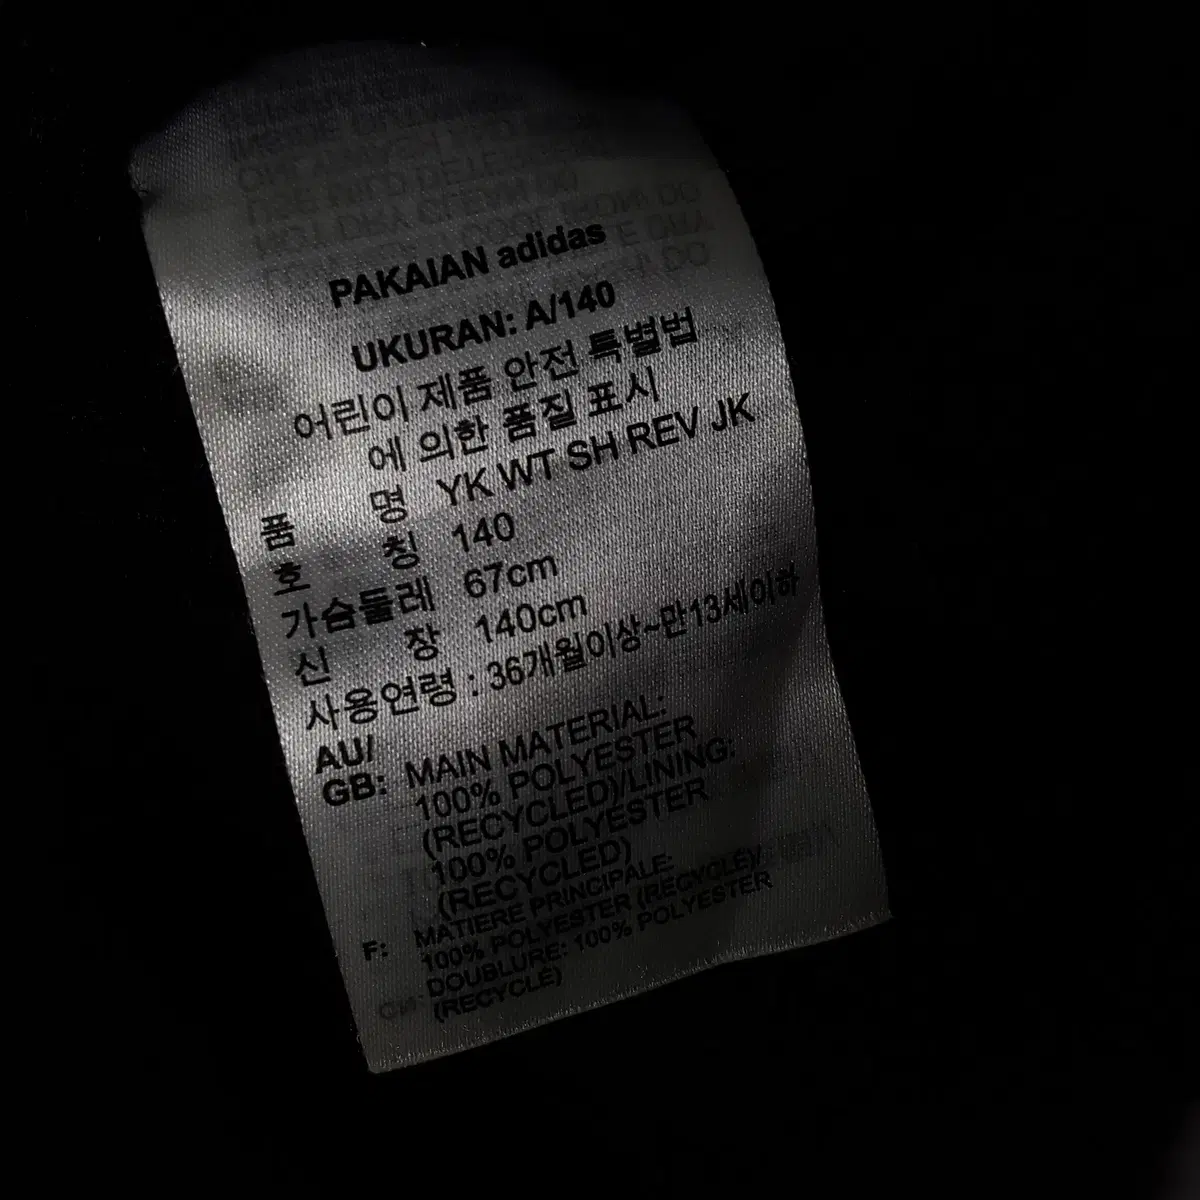 PAKAIAN adidas
UKURAN: A/140
어린이 제품 안전 특별법
에 의한 품질 표시
품 명 YK WT SH REV JK
호 칭 140
가슴둘레 67cm
신 장 140cm
사용연령 : 36개월이상~만13세이하
AU/
GB: MAIN MATERIAL:
100% POLYESTER
(RECYCLED)/LINING:
100% POLYESTER
(RECYCLED)
F: MATIERE PRINCIPALE:
100% POLYESTER (RECYCLÉ)/
DOUBLURE: 100% POLYESTER
(RECYCLÉ)